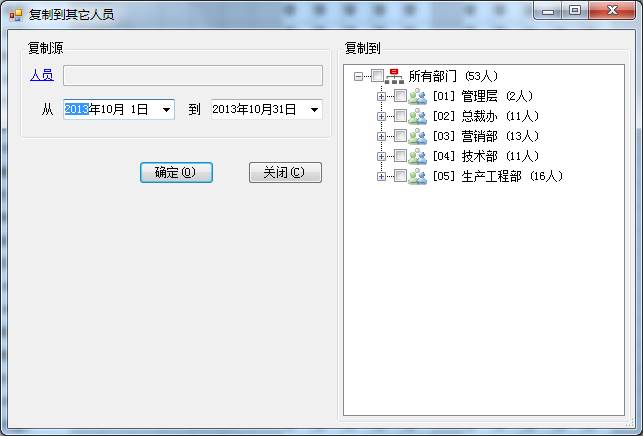 复制到其它人员
复制源
人员
从 2013年10月 1日 到 2013年10月31日
确定(O) 关闭(C)
复制到
所有部门 (53人)
[01] 管理层 (2人)
[02] 总裁办 (11人)
[03] 营销部 (13人)
[04] 技术部 (11人)
[05] 生产工程部 (16人)